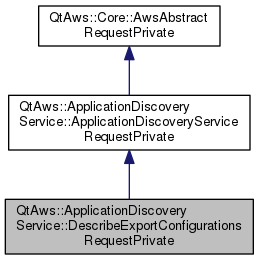 QtAws::Core::AwsAbstract
RequestPrivate
QtAws::ApplicationDiscovery
Service::ApplicationDiscoveryService
RequestPrivate
QtAws::ApplicationDiscovery
Service::DescribeExportConfigurations
RequestPrivate